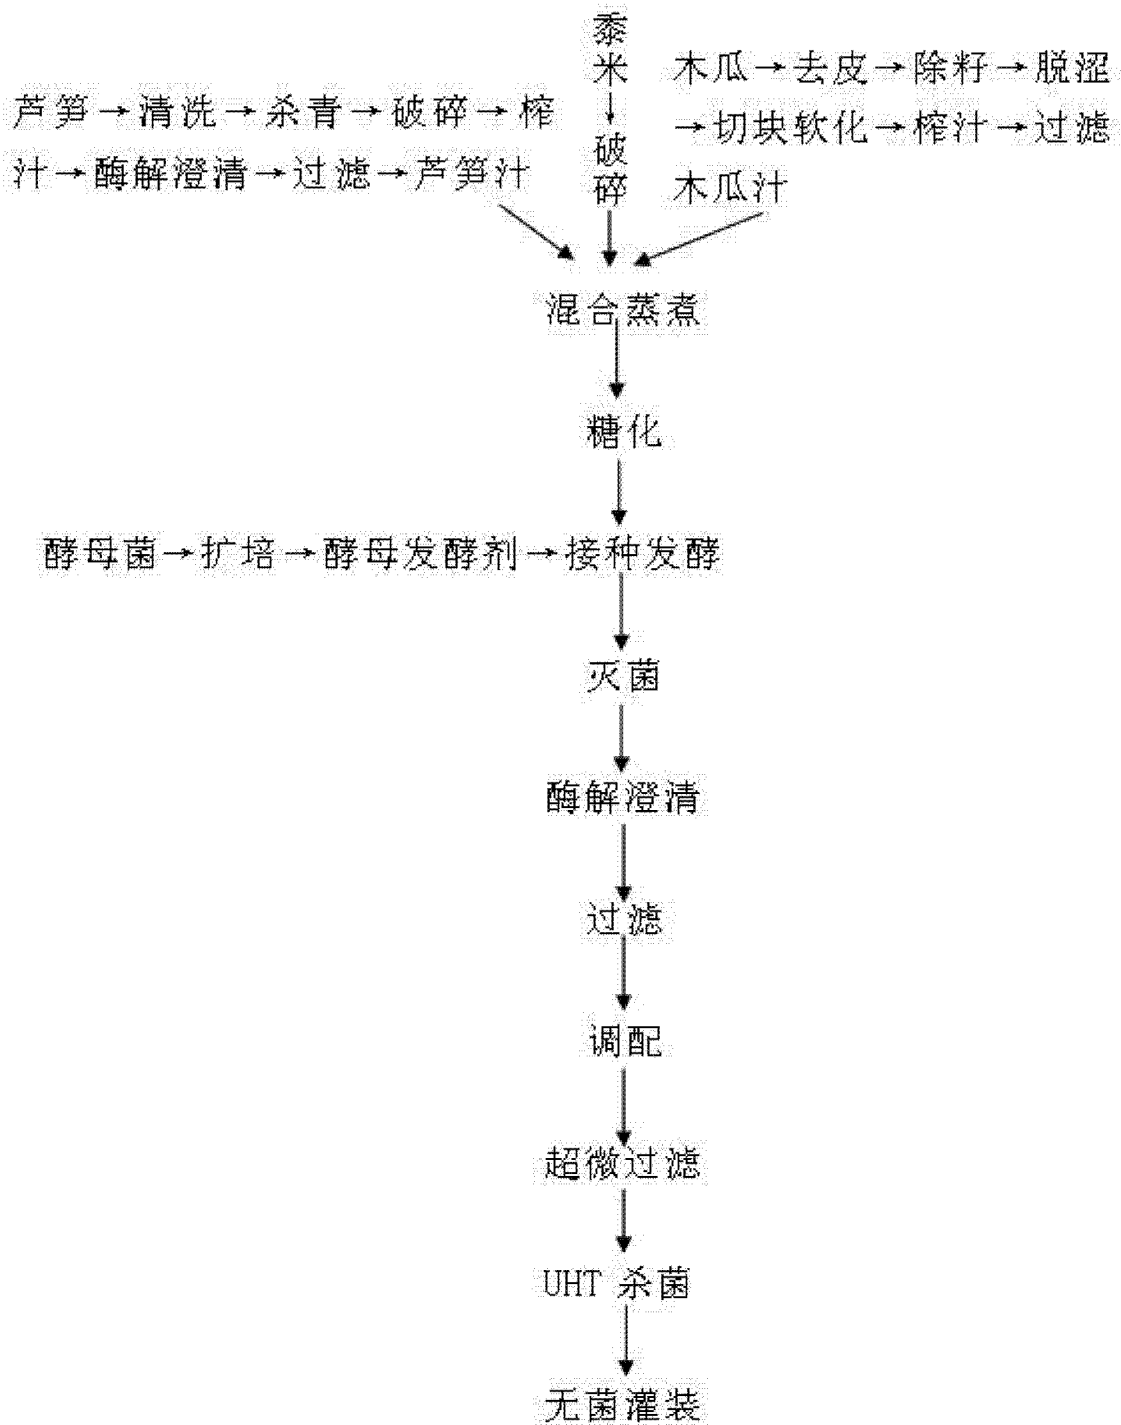 芦笋→清洗→杀青→破碎→榨
汁→酶解澄清→过滤→芦笋汁
黍
米
↓
破
碎
木瓜→去皮→除籽→脱涩
→切块软化→榨汁→过滤
木瓜汁
混合蒸煮
糖化
酵母菌→扩培→酵母发酵剂→接种发酵
灭菌
酶解澄清
过滤
调配
超微过滤
UHT 杀菌
无菌灌装